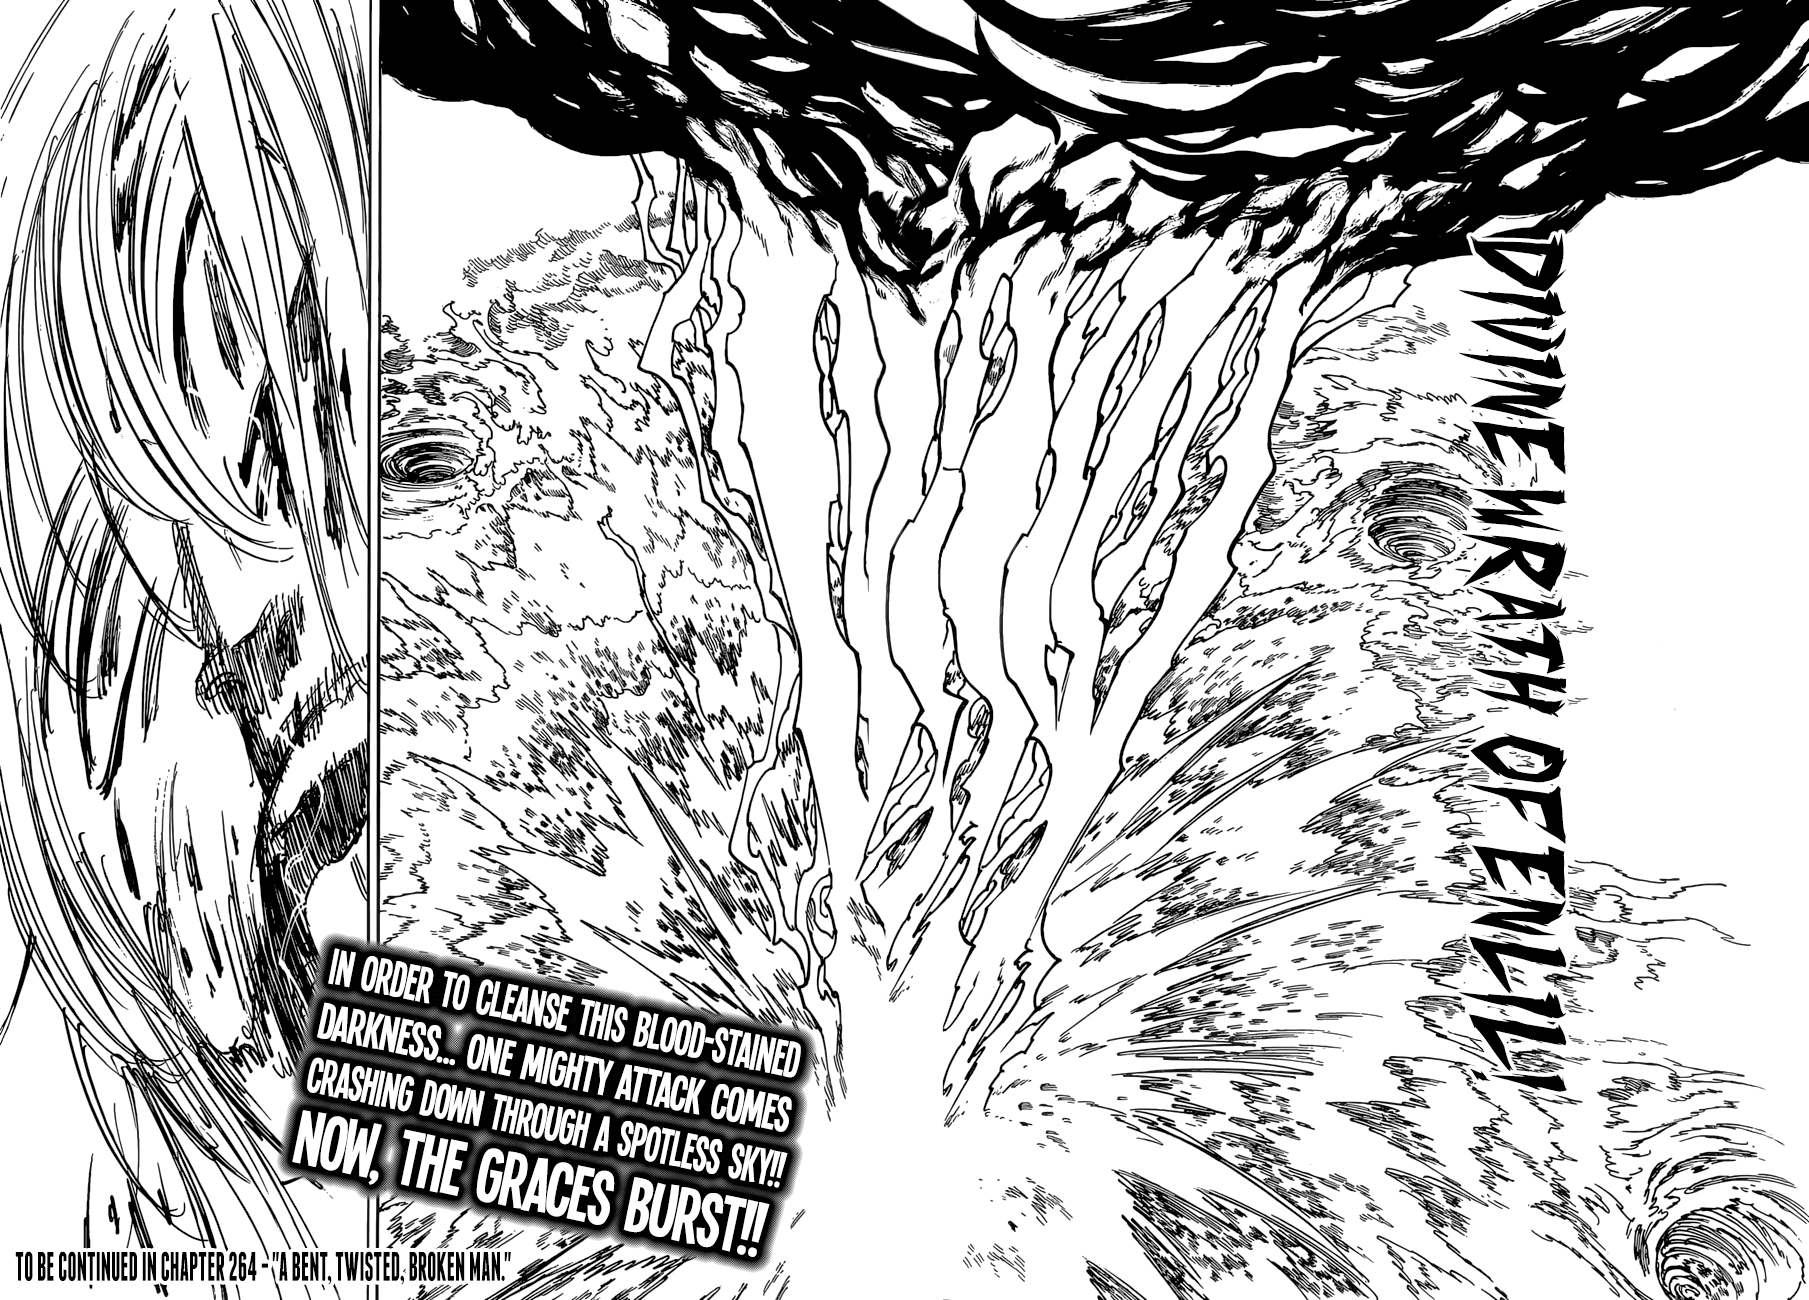 DIVINE WRATH OF ENLIL!
IN ORDER TO CLEANSE THIS BLOOD-STAINED
DARKNESS... ONE MIGHTY ATTACK COMES
CRASHING DOWN THROUGH A SPOTLESS SKY!!
NOW, THE GRACES BURST!!
TO BE CONTINUED IN CHAPTER 264 - "A BENT, TWISTED, BROKEN MAN."